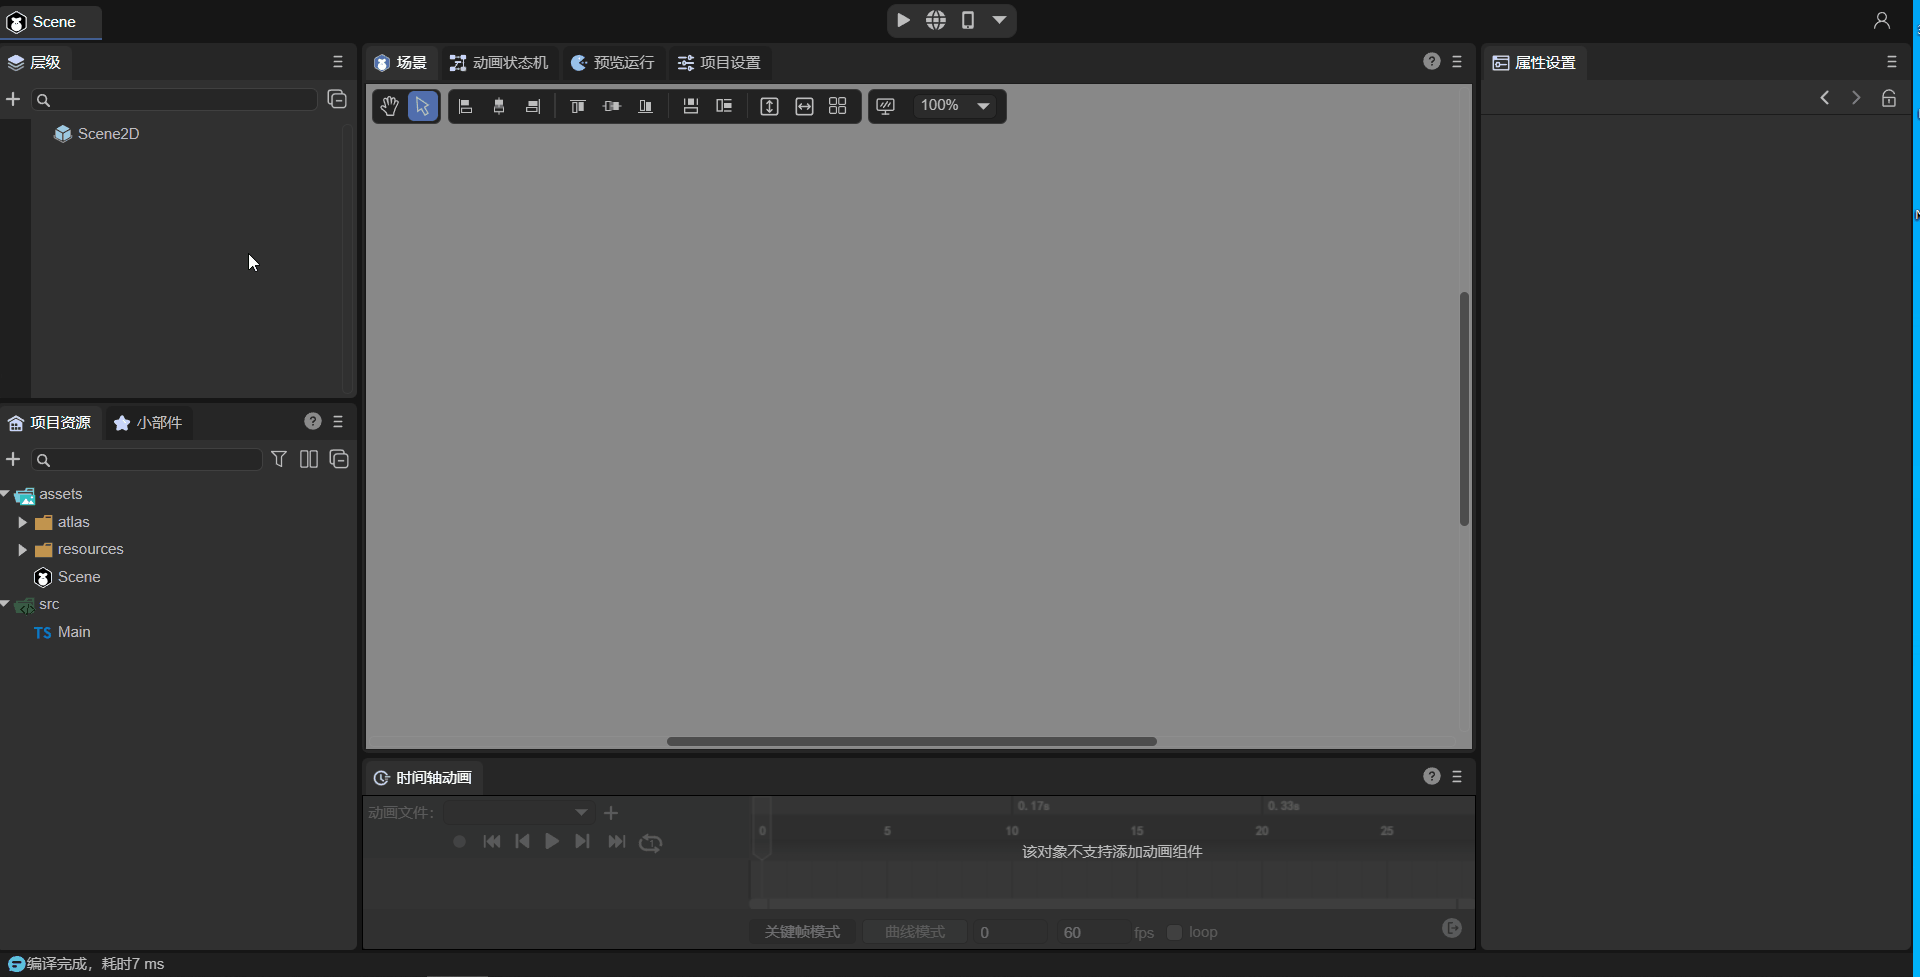 Scene
层级
场景
动画状态机
预览运行
项目设置
属性设置
100%
Scene2D
项目资源
小部件
assets
atlas
resources
Scene
src
TS Main
时间轴动画
动画文件:
0.17s
0.33s
0
5
10
15
20
25
该对象不支持添加动画组件
关键帧模式
曲线模式
0
60
fps
loop
编译完成，耗时7 ms